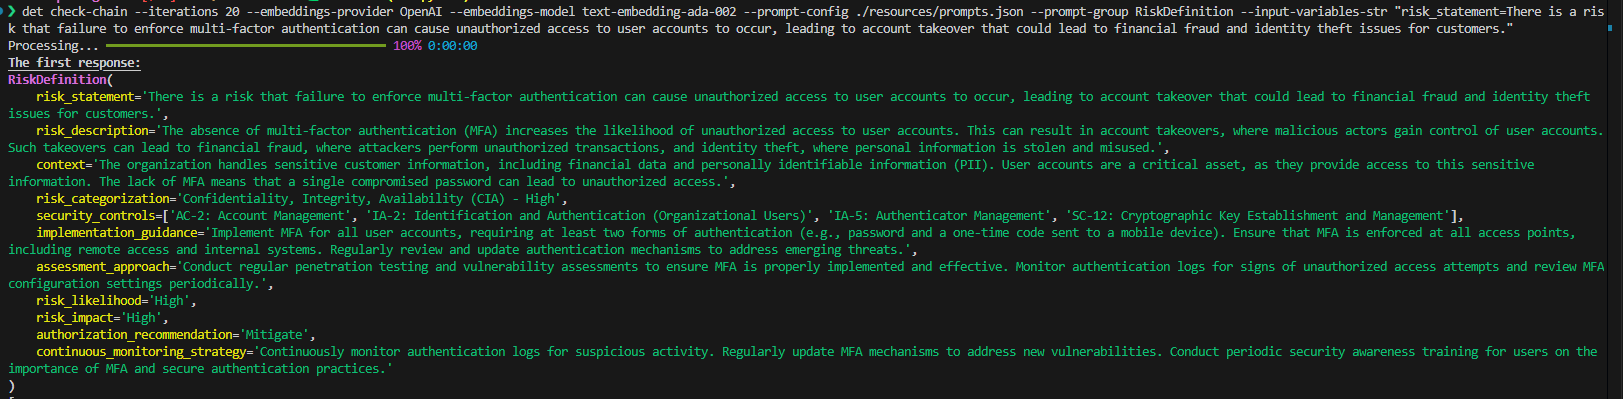 ❯ det check-chain --iterations 20 --embeddings-provider OpenAI --embeddings-model text-embedding-ada-002 --prompt-config ./resources/prompts.json --prompt-group RiskDefinition --input-variables-str "risk_statement=There is a ris
k that failure to enforce multi-factor authentication can cause unauthorized access to user accounts to occur, leading to account takeover that could lead to financial fraud and identity theft issues for customers."
Processing... 100% 0:00:00
The first response:
RiskDefinition(
    risk_statement='There is a risk that failure to enforce multi-factor authentication can cause unauthorized access to user accounts to occur, leading to account takeover that could lead to financial fraud and identity theft
issues for customers.',
    risk_description='The absence of multi-factor authentication (MFA) increases the likelihood of unauthorized access to user accounts. This can result in account takeovers, where malicious actors gain control of user accounts.
Such takeovers can lead to financial fraud, where attackers perform unauthorized transactions, and identity theft, where personal information is stolen and misused.',
    context='The organization handles sensitive customer information, including financial data and personally identifiable information (PII). User accounts are a critical asset, as they provide access to this sensitive
information. The lack of MFA means that a single compromised password can lead to unauthorized access.',
    risk_categorization='Confidentiality, Integrity, Availability (CIA) - High',
    security_controls=['AC-2: Account Management', 'IA-2: Identification and Authentication (Organizational Users)', 'IA-5: Authenticator Management', 'SC-12: Cryptographic Key Establishment and Management'],
    implementation_guidance='Implement MFA for all user accounts, requiring at least two forms of authentication (e.g., password and a one-time code sent to a mobile device). Ensure that MFA is enforced at all access points,
including remote access and internal systems. Regularly review and update authentication mechanisms to address emerging threats.',
    assessment_approach='Conduct regular penetration testing and vulnerability assessments to ensure MFA is properly implemented and effective. Monitor authentication logs for signs of unauthorized access attempts and review MFA
configuration settings periodically.',
    risk_likelihood='High',
    risk_impact='High',
    authorization_recommendation='Mitigate',
    continuous_monitoring_strategy='Continuously monitor authentication logs for suspicious activity. Regularly update MFA mechanisms to address new vulnerabilities. Conduct periodic security awareness training for users on the
importance of MFA and secure authentication practices.'
)